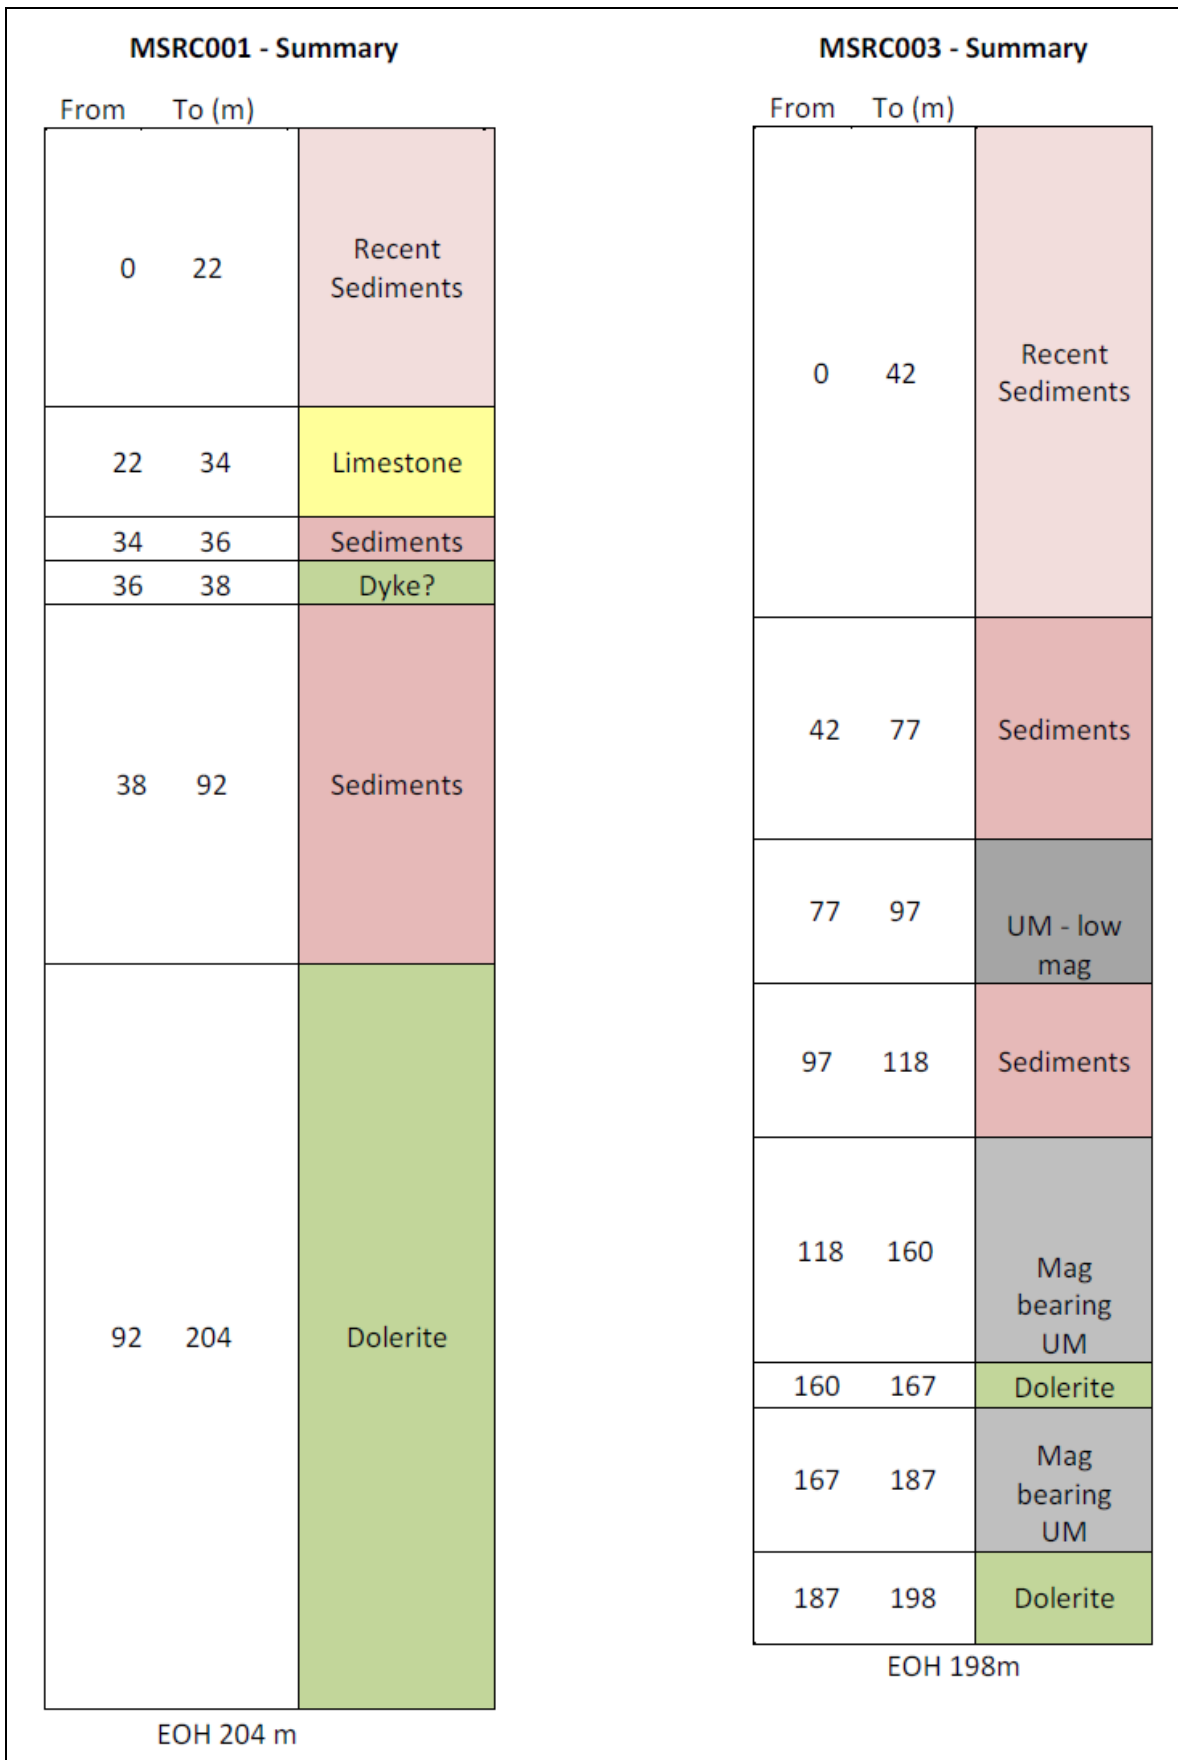 MSRC001 - Summary
From To (m)
0 22 Recent
Sediments
22 34 Limestone
34 36 Sediments
36 38 Dyke?
38 92 Sediments
92 204 Dolerite
EOH 204 m
MSRC003 - Summary
From To (m)
0 42 Recent
Sediments
42 77 Sediments
77 97 UM - low
mag
97 118 Sediments
118 160 Mag
bearing
UM
160 167 Dolerite
167 187 Mag
bearing
UM
187 198 Dolerite
EOH 198m